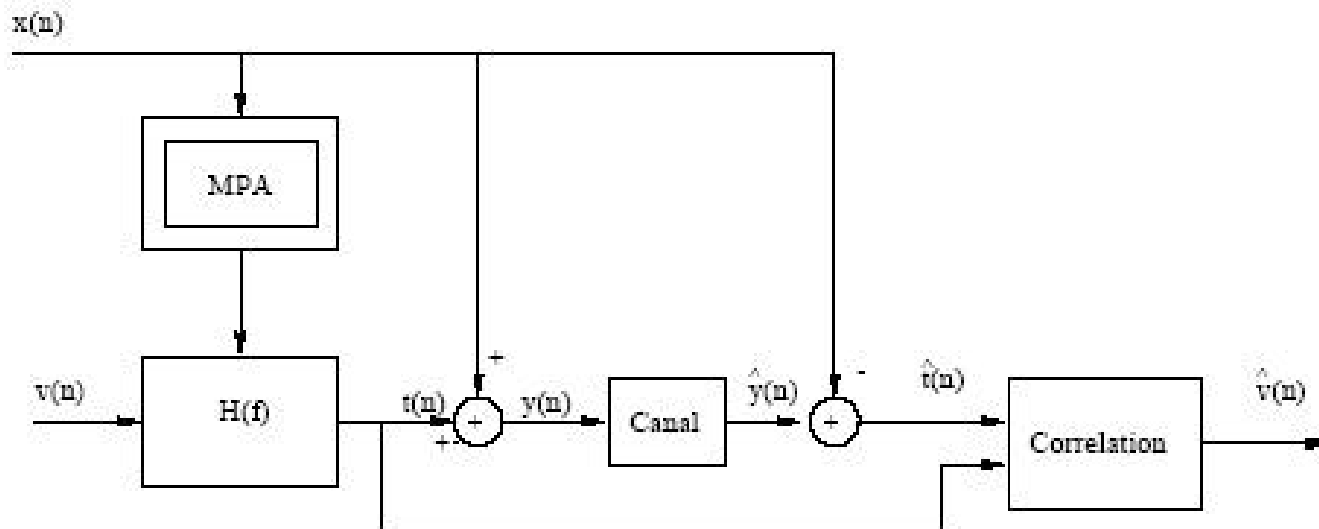 x(n)
MPA
v(n)
H(f)
t(n)
+
+
+-
y(n)
Canal
ŷ(n)
-
+
t̂(n)
Correlation
v̂(n)